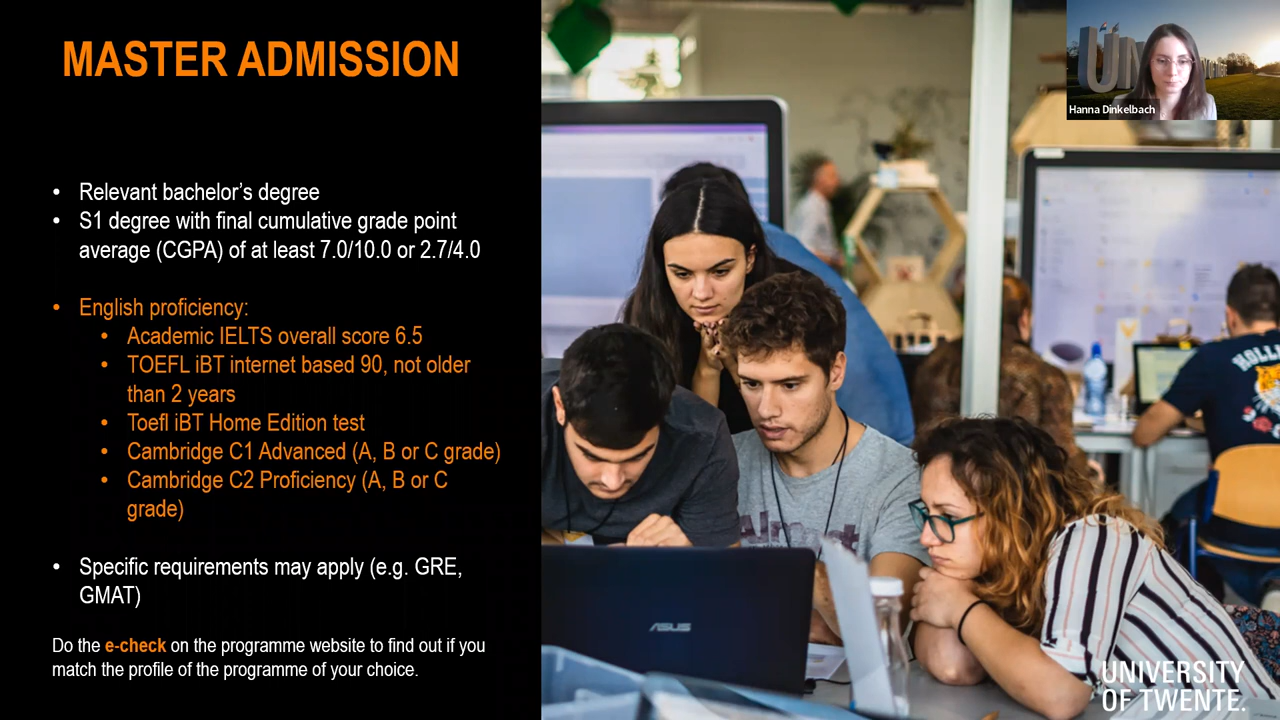 MASTER ADMISSION
Hanna Dinkelbach
• Relevant bachelor's degree
• S1 degree with final cumulative grade point
average (CGPA) of at least 7.0/10.0 or 2.7/4.0
• English proficiency:
• Academic IELTS overall score 6.5
• TOEFL iBT internet based 90, not older
than 2 years
• Toefl iBT Home Edition test
• Cambridge C1 Advanced (A, B or C grade)
• Cambridge C2 Proficiency (A, B or C
grade)
• Specific requirements may apply (e.g. GRE,
GMAT)
Do the e-check on the programme website to find out if you
match the profile of the programme of your choice.
ASUS
UNIVERSITY
OF TWENTE.